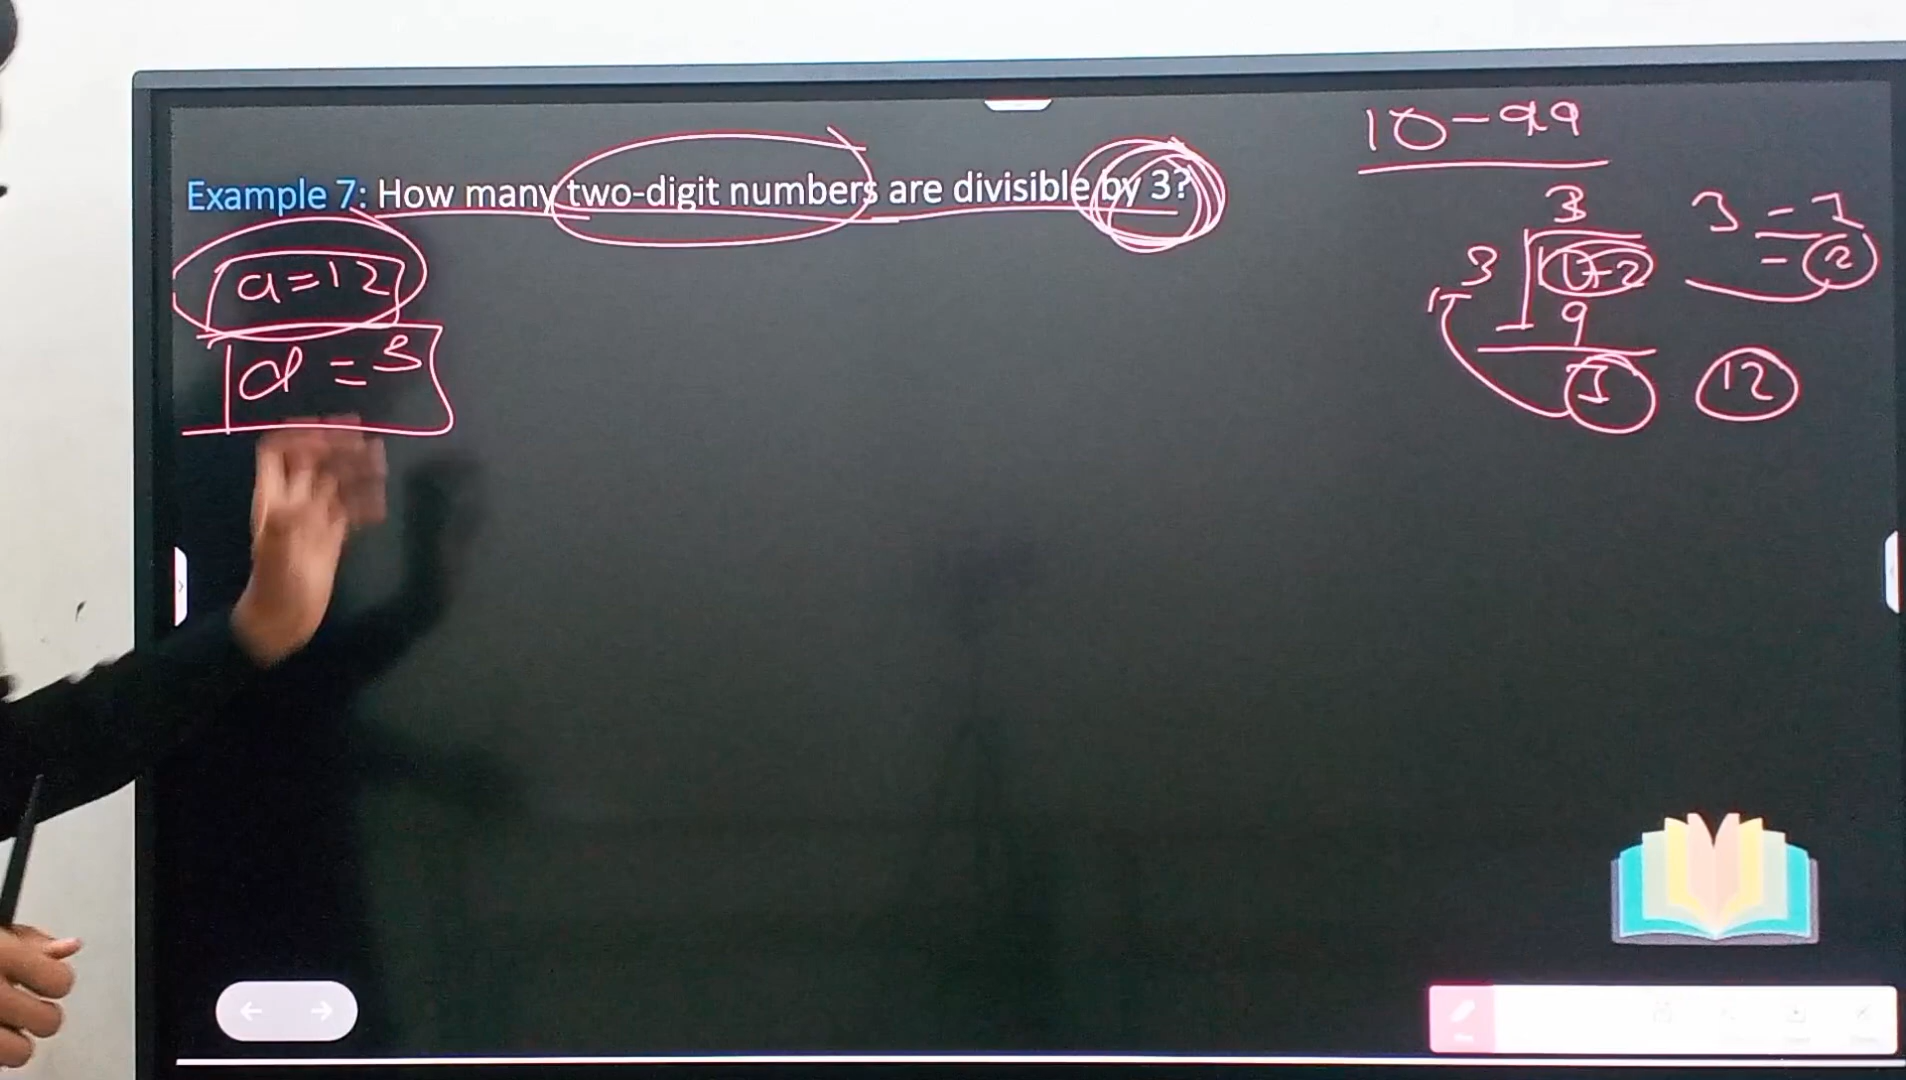 10-99
Example 7: How many two-digit numbers are divisible by 3?
a=12
d=3
3
3
9
12
3-1
=2